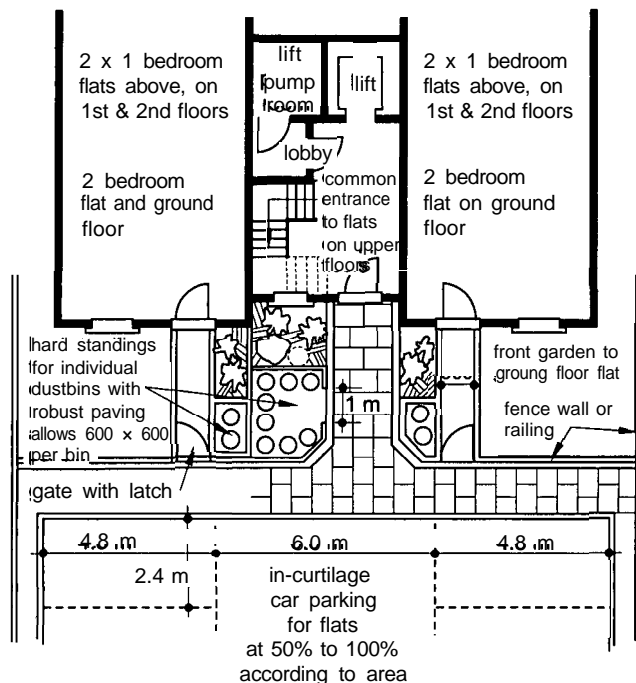 2 x 1 bedroom
flats above, on
1st & 2nd floors
2 bedroom
flat and ground
floor
lift
pump
room
lift
lobby
common
entrance
to flats
on upper
floors
2 x 1 bedroom
flats above, on
1st & 2nd floors
2 bedroom
flat on ground
floor
hard standings
for individual
dustbins with
robust paving
allows 600 × 600
per bin
gate with latch
1 m
front garden to
groung floor flat
fence wall or
railing
4.8 m
6.0 m
4.8 m
2.4 m
in-curtilage
car parking
for flats
at 50% to 100%
according to area